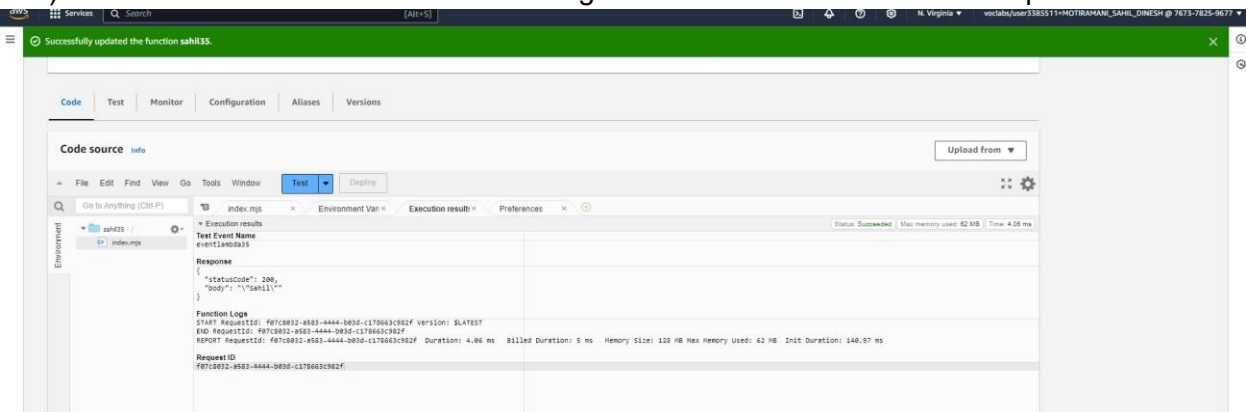 aws Services Search [Alt+S] N. Virginia voclabs/user3385511=MOTIRAMANI_SAHIL_DINESH @ 7673-7825-9677
Successfully updated the function sahil35.
Code Test Monitor Configuration Aliases Versions
Code source Info Upload from
File Edit Find View Go Tools Window Test Deploy
Go to Anything (Ctrl-P) index.mjs Environment Var Execution results Preferences
Environment
sahil35 /
index.mjs
Execution results Status: Succeeded Max memory used: 62 MB Time: 4.06 ms
Test Event Name
eventlambda35
Response
{
"statusCode": 200,
"body": "\"Sahil\""
}
Function Logs
START RequestId: f07c8032-a583-4444-b03d-c178663c982f Version: $LATEST
END RequestId: f07c8032-a583-4444-b03d-c178663c982f
REPORT RequestId: f07c8032-a583-4444-b03d-c178663c982f Duration: 4.06 ms Billed Duration: 5 ms Memory Size: 128 MB Max Memory Used: 62 MB Init Duration: 140.97 ms
Request ID
f07c8032-a583-4444-b03d-c178663c982f